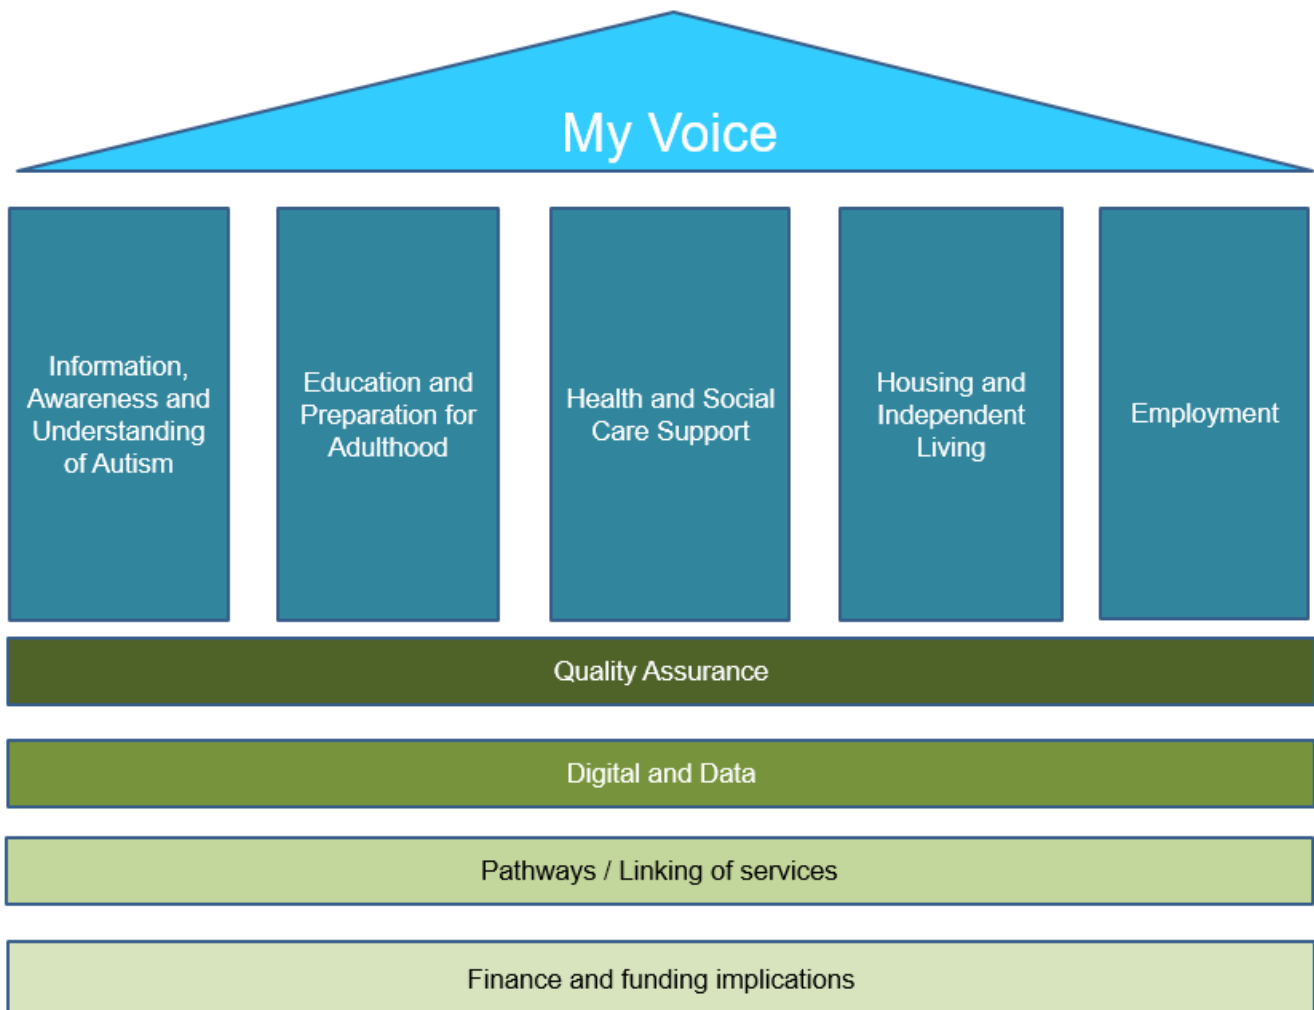 My Voice
Information,
Awareness and
Understanding
of Autism
Education and
Preparation for
Adulthood
Health and Social
Care Support
Housing and
Independent
Living
Employment
Quality Assurance
Digital and Data
Pathways / Linking of services
Finance and funding implications